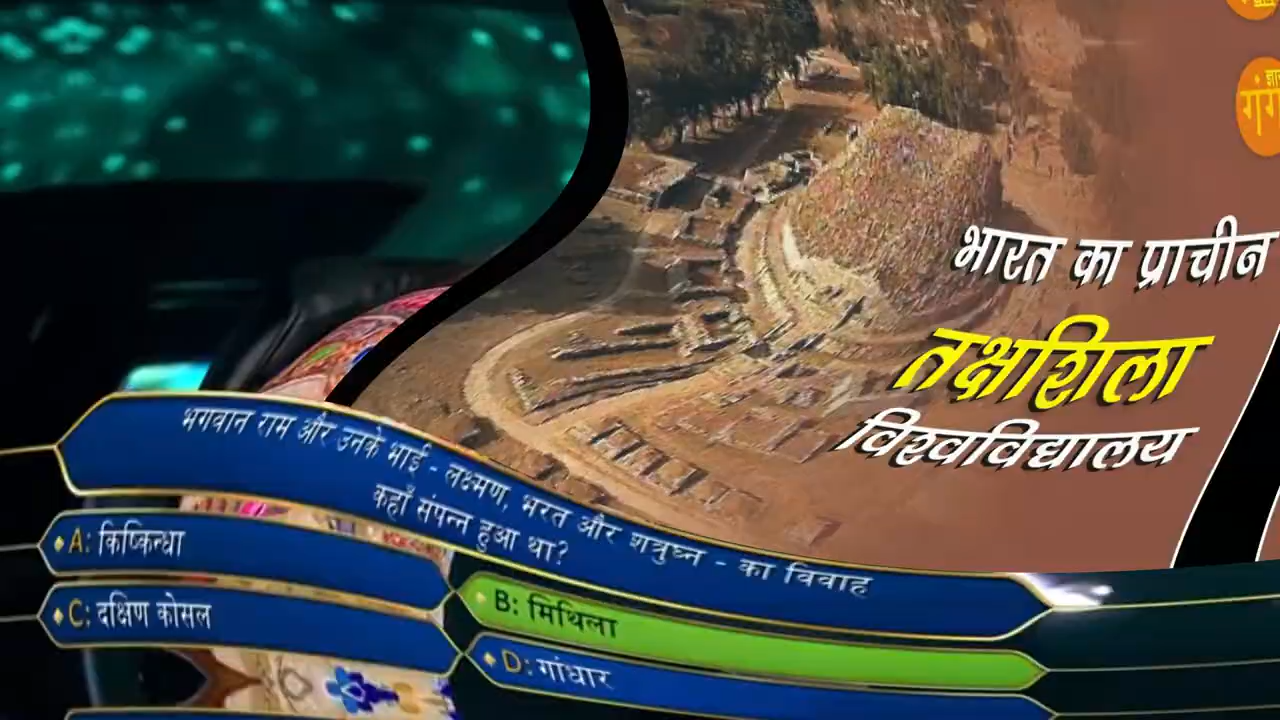 ज्ञान
गंग
भारत का प्राचीन
तक्षशिला
विश्वविद्यालय
भगवान राम और उनके भाई - लक्ष्मण, भरत और शत्रुघ्न - का विवाह
कहाँ संपन्न हुआ था?
A: किष्किन्धा
B: मिथिला
C: दक्षिण कोसल
D: गांधार